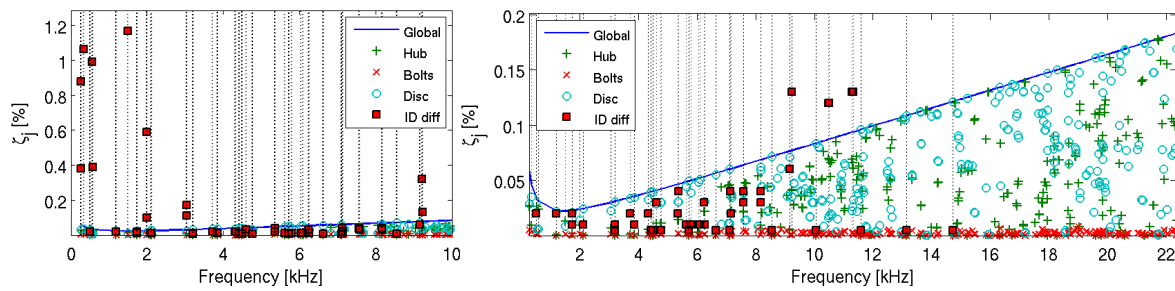 ζj [%]
1.2
1
0.8
0.6
0.4
0.2
0 2 4 6 8 10
Frequency [kHz]
Global
Hub
Bolts
Disc
ID diff
ζj [%]
0.2
0.15
0.1
0.05
2 4 6 8 10 12 14 16 18 20 22
Frequency [kHz]
Global
Hub
Bolts
Disc
ID diff